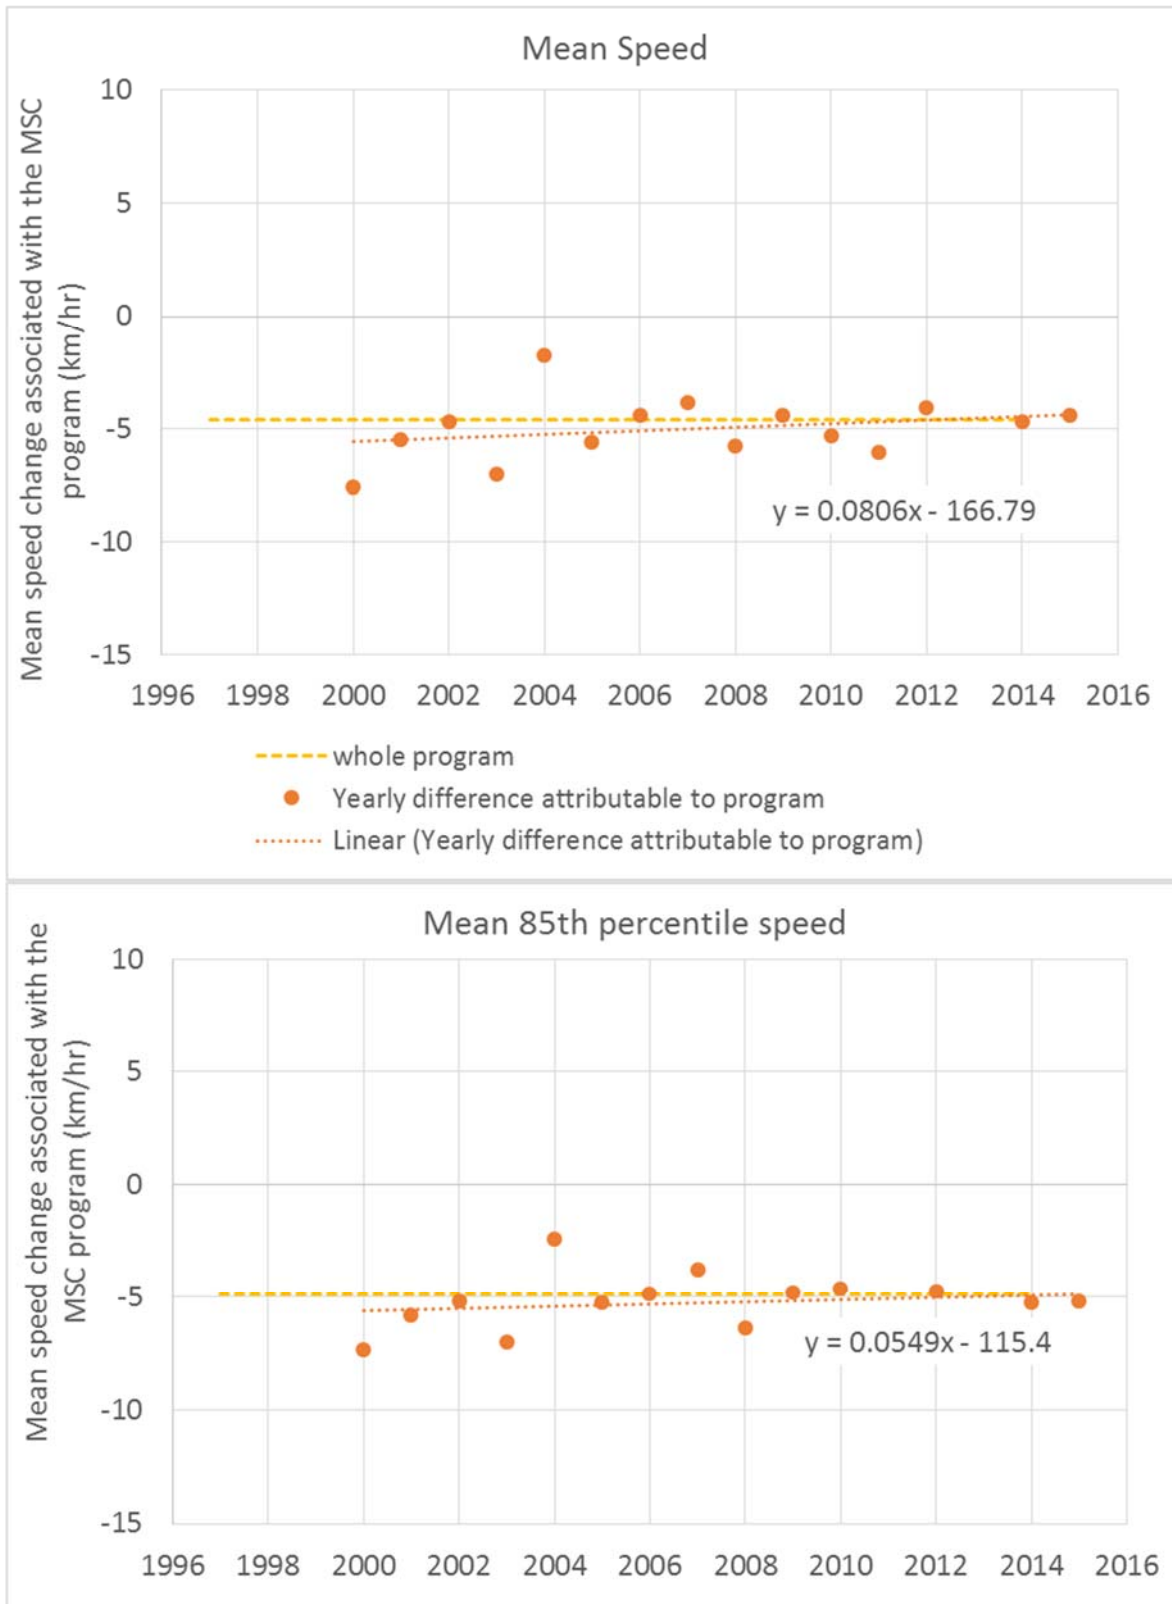 Mean Speed
Mean speed change associated with the MSC
program (km/hr)
10
5
0
-5
-10
-15
y = 0.0806x - 166.79
1996 1998 2000 2002 2004 2006 2008 2010 2012 2014 2016
whole program
Yearly difference attributable to program
Linear (Yearly difference attributable to program)
Mean 85th percentile speed
Mean speed change associated with the
MSC program (km/hr)
10
5
0
-5
-10
-15
y = 0.0549x - 115.4
1996 1998 2000 2002 2004 2006 2008 2010 2012 2014 2016